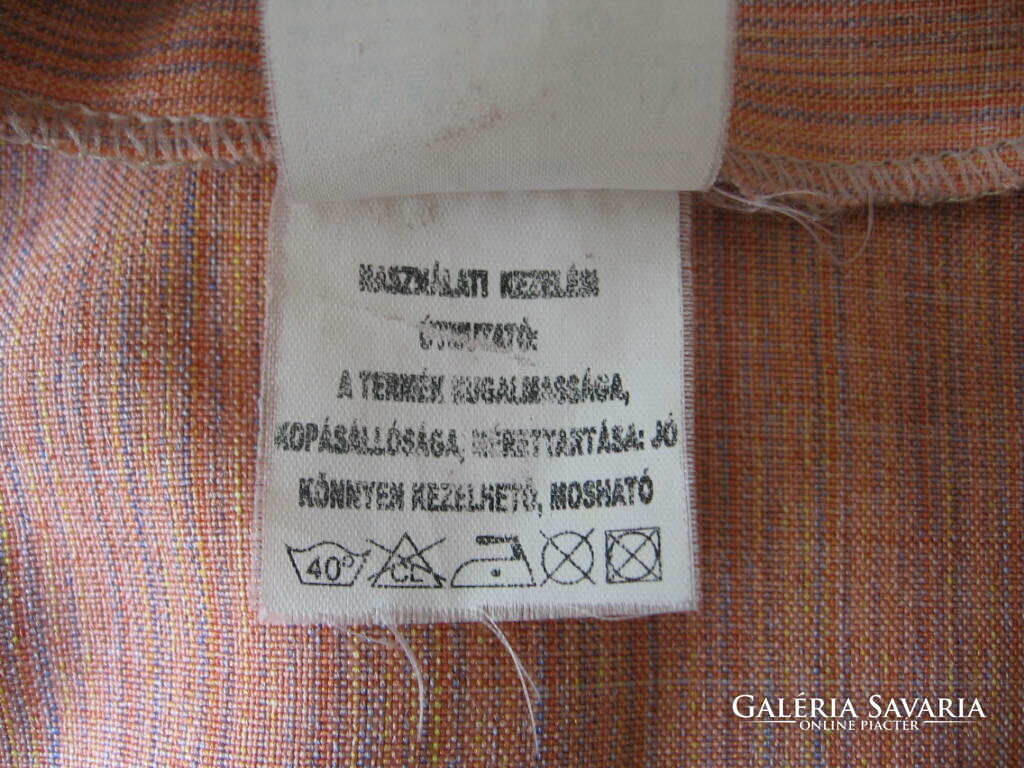 HASZNÁLATI KEZELÉSI
ÚTMUTATÓ:
A TERMÉK RUGALMASSÁGA,
KOPÁSÁLLÓSÁGA, MÉRETTARTÁSA: JÓ
KÖNNYEN KEZELHETŐ, MOSHATÓ
40° CL
GALÉRIA SAVARIA
ONLINE PIACTÉR